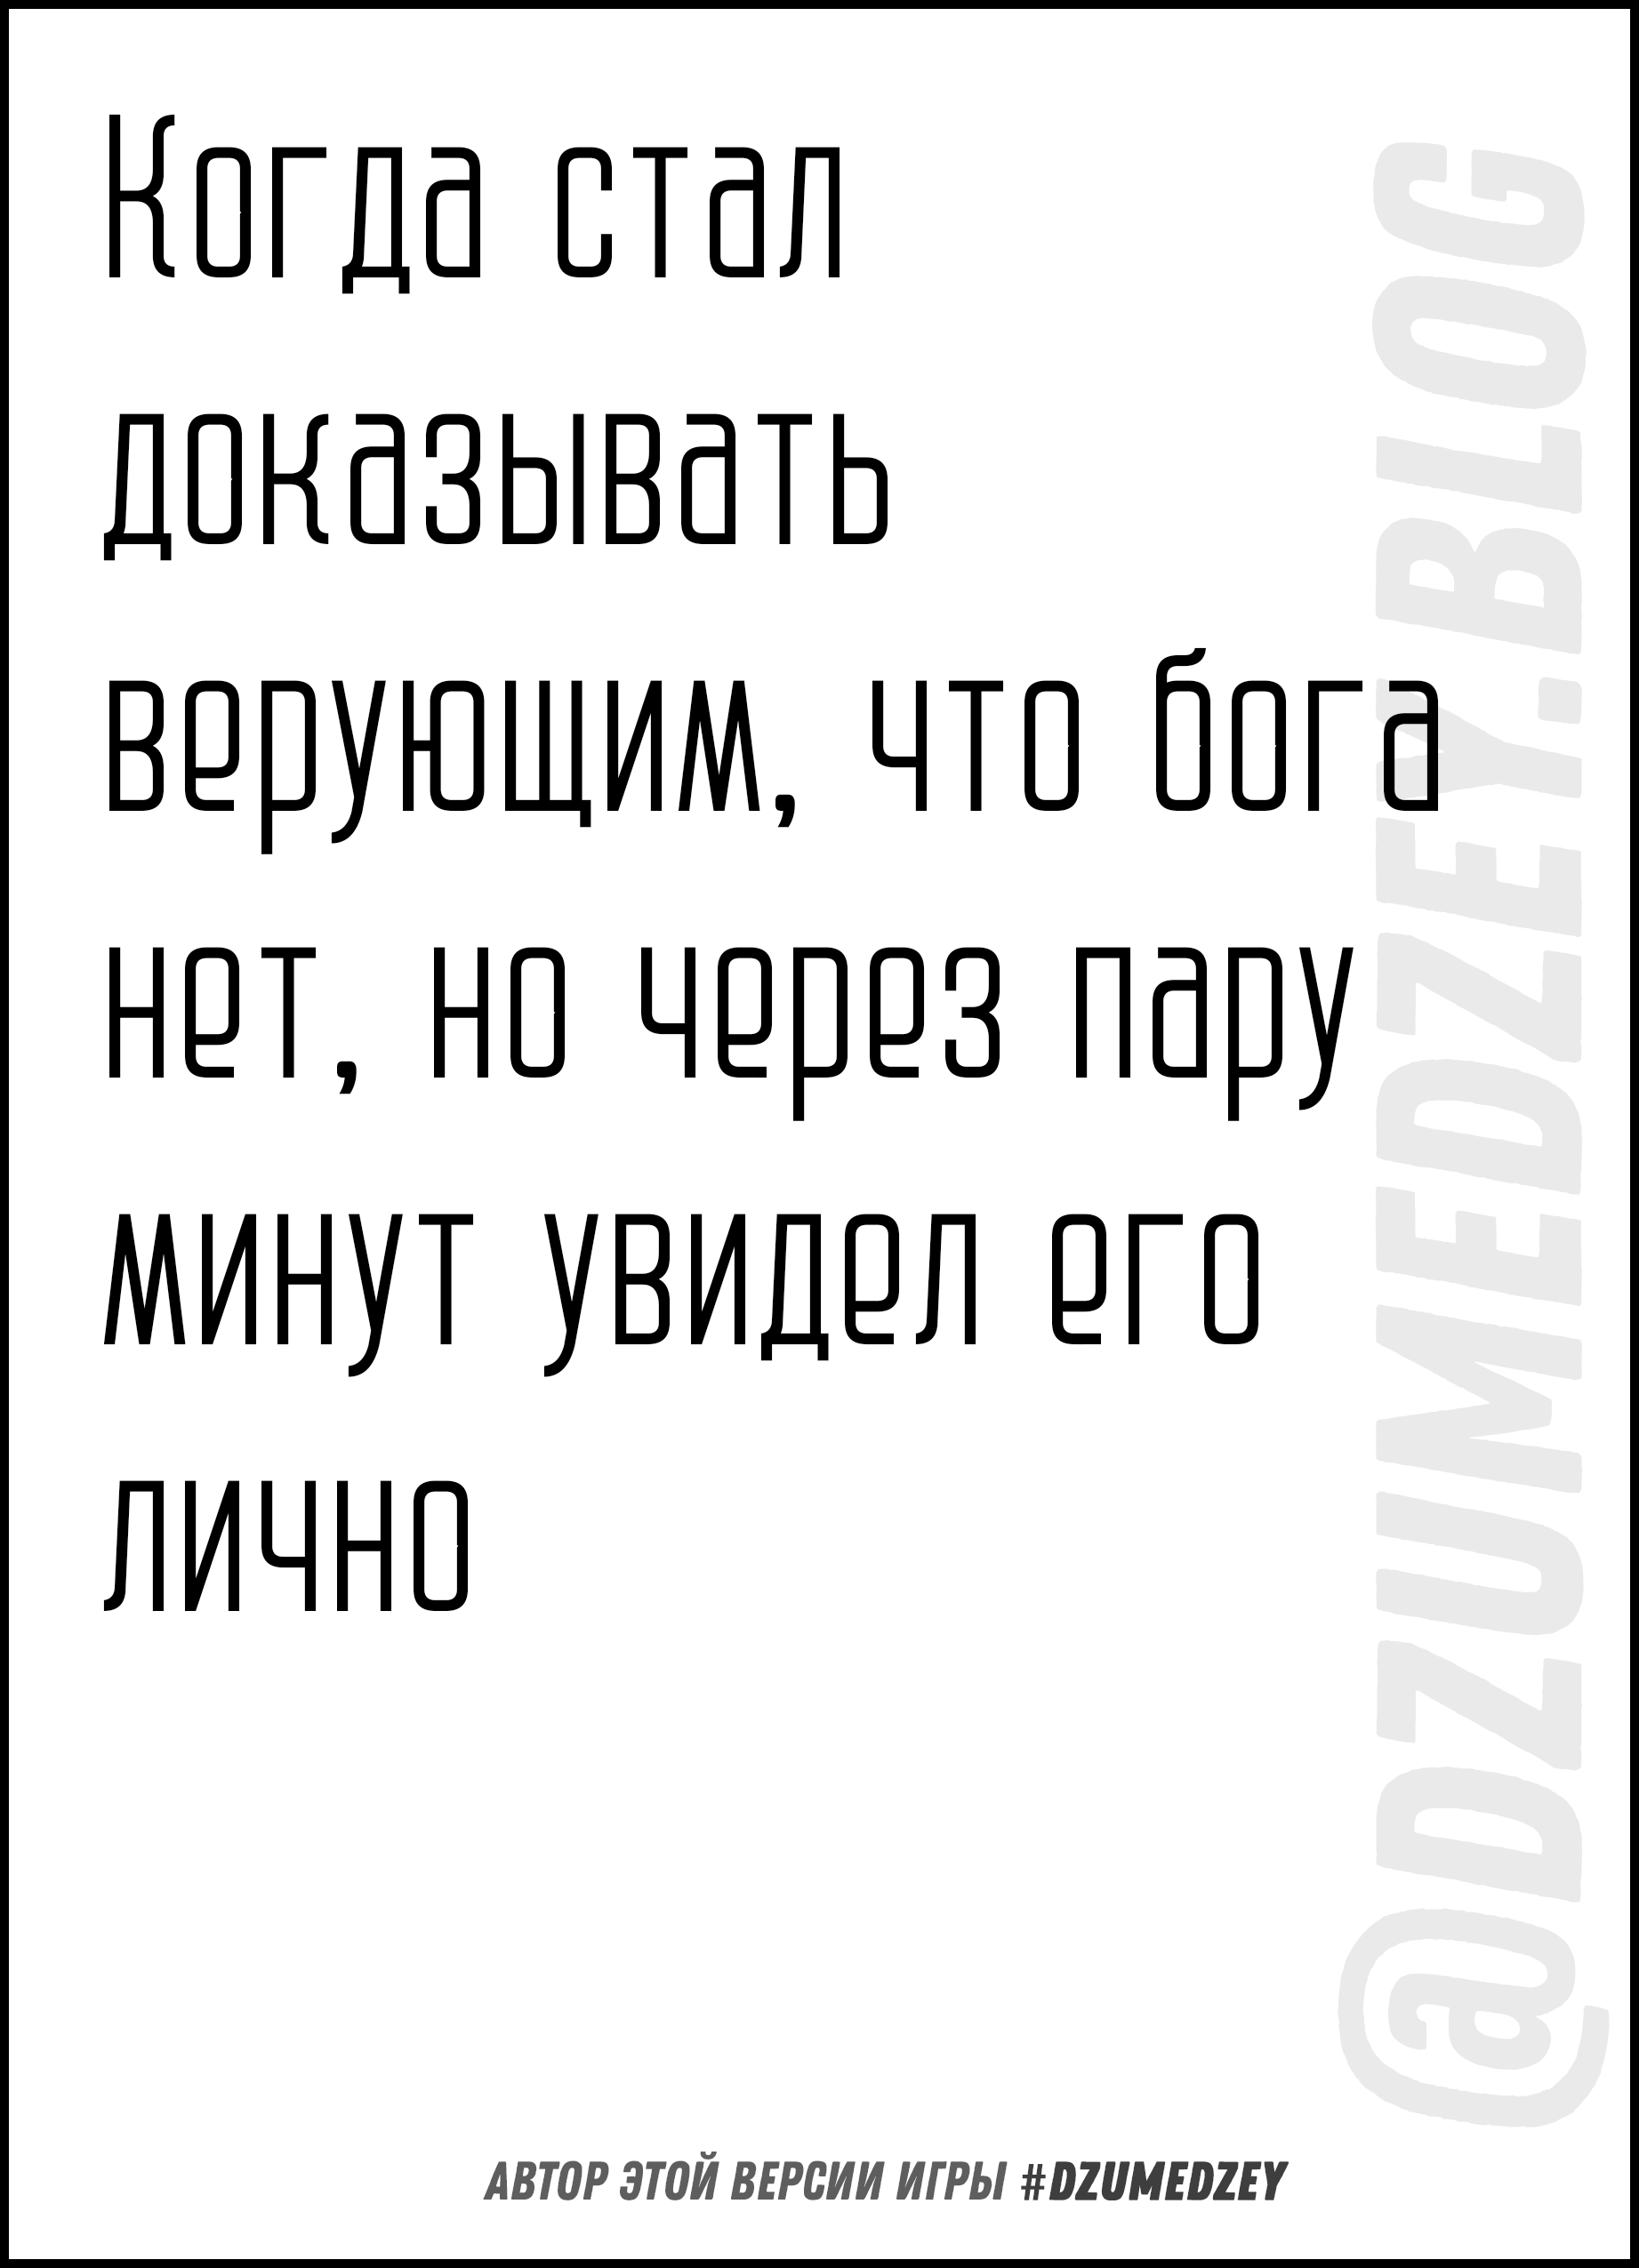 Когда стал
доказывать
верующим, что бога
нет, но через пару
минут увидел его
лично
@DZUMEDZEY.BLOG
АВТОР ЭТОЙ ВЕРСИИ ИГРЫ #DZUMEDZEY